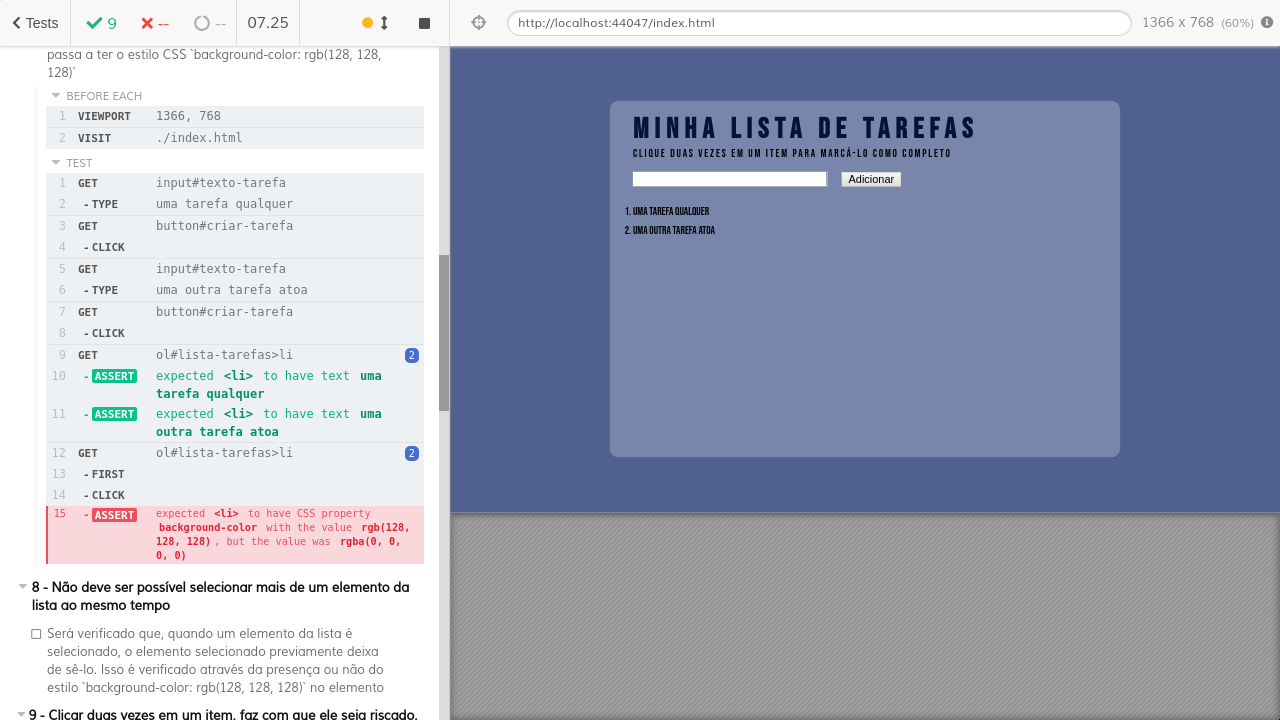 Tests 9 -- -- 07.25 http://localhost:44047/index.html 1366 x 768 (60%)
passa a ter o estilo CSS `background-color: rgb(128, 128,
128)`
BEFORE EACH
1 VIEWPORT 1366, 768
2 VISIT ./index.html
TEST
1 GET input#texto-tarefa
2 - TYPE uma tarefa qualquer
3 GET button#criar-tarefa
4 - CLICK
5 GET input#texto-tarefa
6 - TYPE uma outra tarefa atoa
7 GET button#criar-tarefa
8 - CLICK
9 GET ol#lista-tarefas>li 2
10 - ASSERT expected <li> to have text uma
tarefa qualquer
11 - ASSERT expected <li> to have text uma
outra tarefa atoa
12 GET ol#lista-tarefas>li 2
13 - FIRST
14 - CLICK
15 - ASSERT expected <li> to have CSS property
background-color with the value rgb(128,
128, 128) , but the value was rgba(0, 0,
0, 0)
8 - Não deve ser possível selecionar mais de um elemento da
lista ao mesmo tempo
Será verificado que, quando um elemento da lista é
selecionado, o elemento selecionado previamente deixa
de sê-lo. Isso é verificado através da presença ou não do
estilo `background-color: rgb(128, 128, 128)` no elemento
9 - Clicar duas vezes em um item, faz com que ele seja riscado,
MINHA LISTA DE TAREFAS
CLIQUE DUAS VEZES EM UM ITEM PARA MARCÁ-LO COMO COMPLETO
Adicionar
1. UMA TAREFA QUALQUER
2. UMA OUTRA TAREFA ATOA